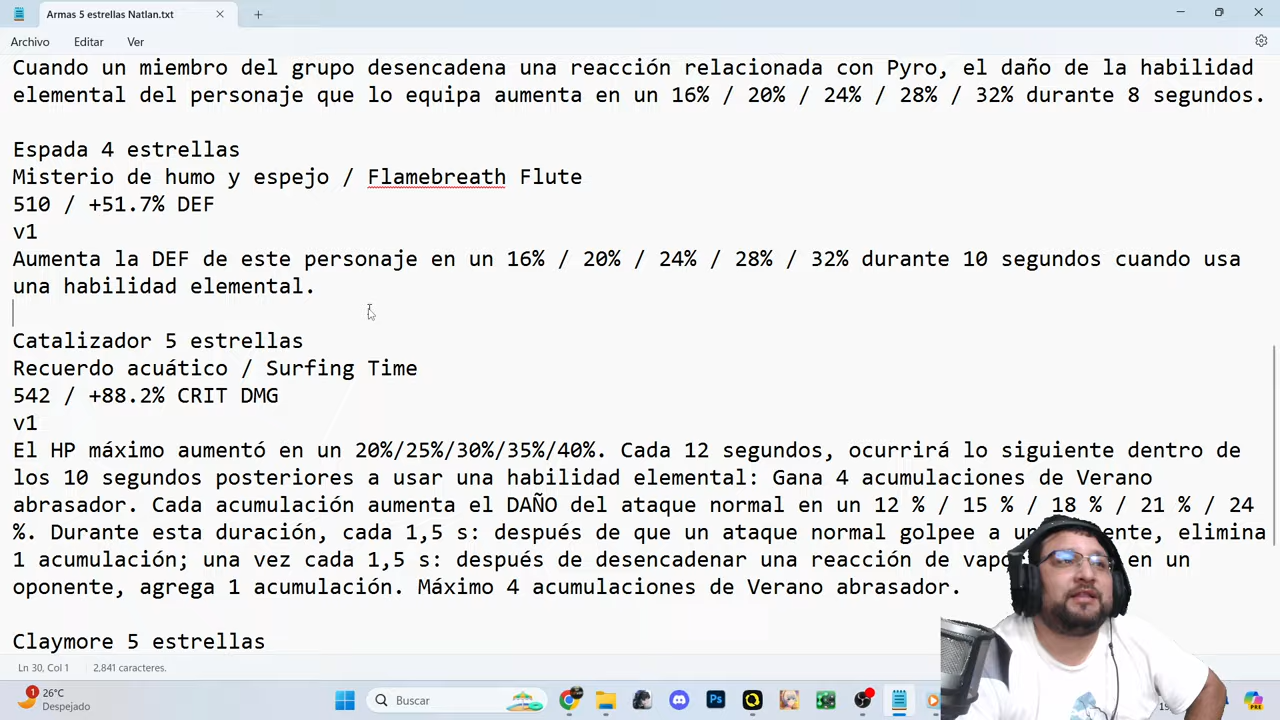 Armas 5 estrellas Natlan.txt
Archivo Editar Ver
Cuando un miembro del grupo desencadena una reacción relacionada con Pyro, el daño de la habilidad
elemental del personaje que lo equipa aumenta en un 16% / 20% / 24% / 28% / 32% durante 8 segundos.
Espada 4 estrellas
Misterio de humo y espejo / Flamebreath Flute
510 / +51.7% DEF
v1
Aumenta la DEF de este personaje en un 16% / 20% / 24% / 28% / 32% durante 10 segundos cuando usa
una habilidad elemental.
Catalizador 5 estrellas
Recuerdo acuático / Surfing Time
542 / +88.2% CRIT DMG
v1
El HP máximo aumentó en un 20%/25%/30%/35%/40%. Cada 12 segundos, ocurrirá lo siguiente dentro de
los 10 segundos posteriores a usar una habilidad elemental: Gana 4 acumulaciones de Verano
abrasador. Cada acumulación aumenta el DAÑO del ataque normal en un 12 % / 15 % / 18 % / 21 % / 24
%. Durante esta duración, cada 1,5 s: después de que un ataque normal golpee a un elimina
1 acumulación; una vez cada 1,5 s: después de desencadenar una reacción de en un
oponente, agrega 1 acumulación. Máximo 4 acumulaciones de Verano abrasador.
Claymore 5 estrellas
Ln 30, Col 1 2,841 caracteres.
1
26°C
Despejado
Buscar
Ps
PRE